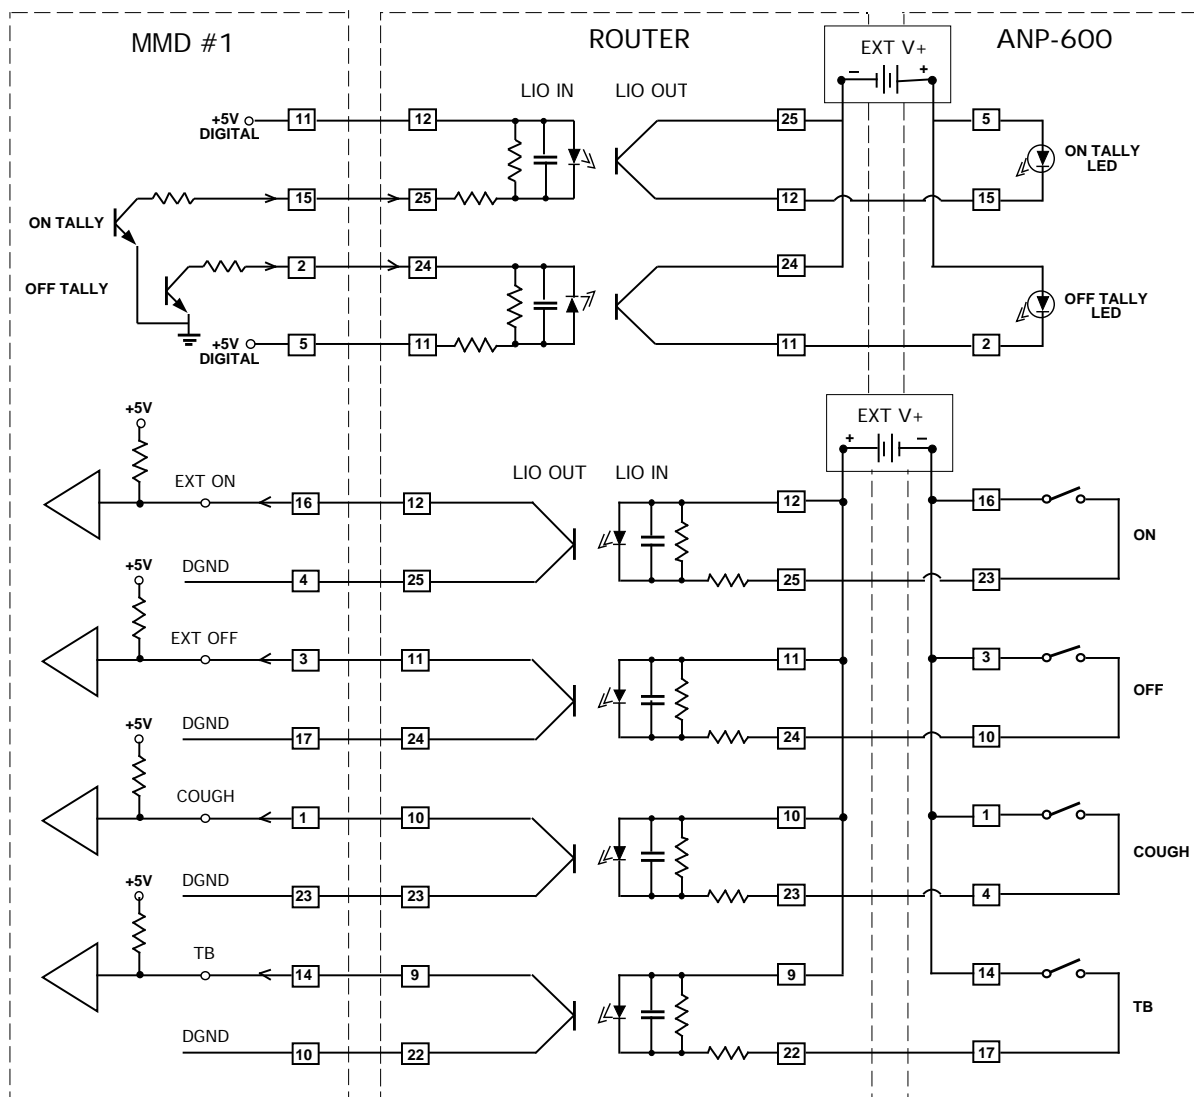 MMD #1 ROUTER EXT V+ ANP-600
− +
LIO IN LIO OUT
+5V DIGITAL 11 12 25 5
ON TALLY LED
15 25 12 15
ON TALLY
2 24 24
OFF TALLY
OFF TALLY LED
+5V DIGITAL 5 11 11 2
+5V
EXT V+
+ −
LIO OUT LIO IN
EXT ON 16 12 12 16
ON
DGND 4 25 25 23
+5V
EXT OFF 3 11 11 3
OFF
DGND 17 24 24 10
+5V
COUGH 1 10 10 1
COUGH
DGND 23 23 23 4
+5V
TB 14 9 9 14
TB
DGND 10 22 22 17